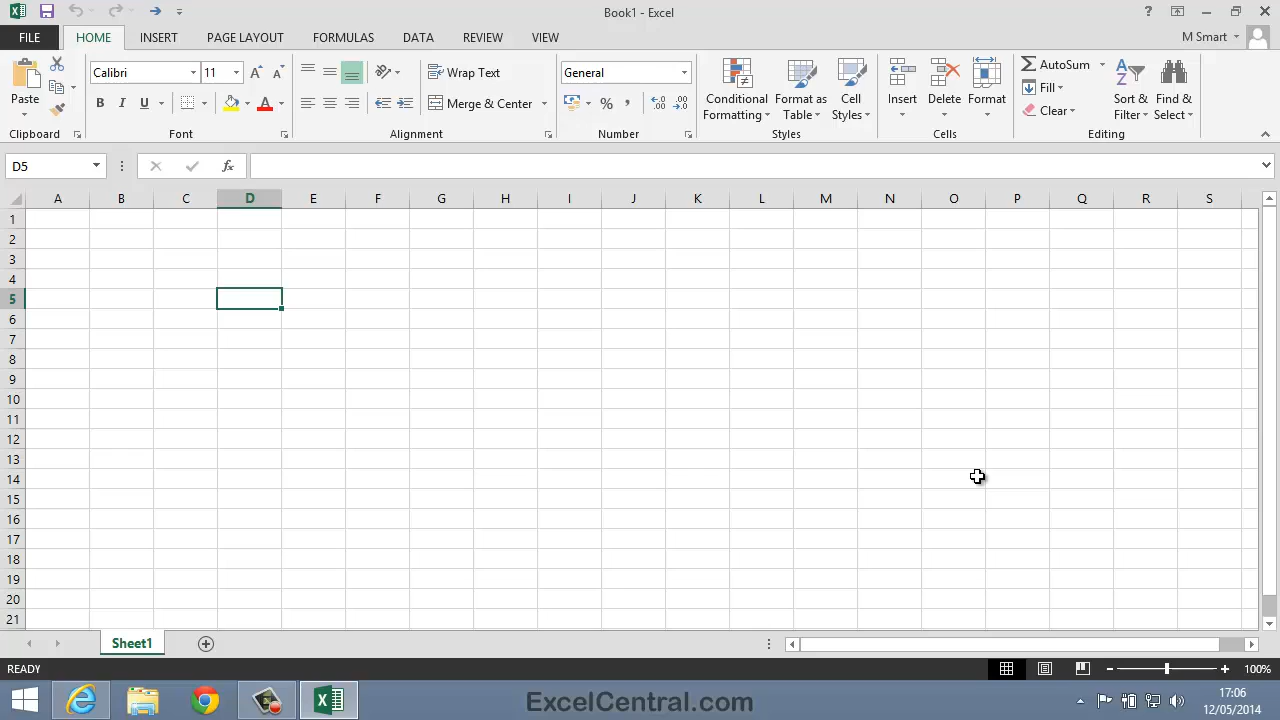 Book1 - Excel
?
FILE
HOME
INSERT
PAGE LAYOUT
FORMULAS
DATA
REVIEW
VIEW
M Smart
Paste
Clipboard
Calibri
11
B I U
Font
Wrap Text
Merge & Center
Alignment
General
%
Number
Conditional
Formatting
Format as
Table
Cell
Styles
Styles
Insert
Delete
Format
Cells
AutoSum
Fill
Clear
Sort &
Filter
Find &
Select
Editing
D5
fx
A B C D E F G H I J K L M N O P Q R S
1
2
3
4
5
6
7
8
9
10
11
12
13
14
15
16
17
18
19
20
21
Sheet1
READY
100%
ExcelCentral.com
17:06
12/05/2014